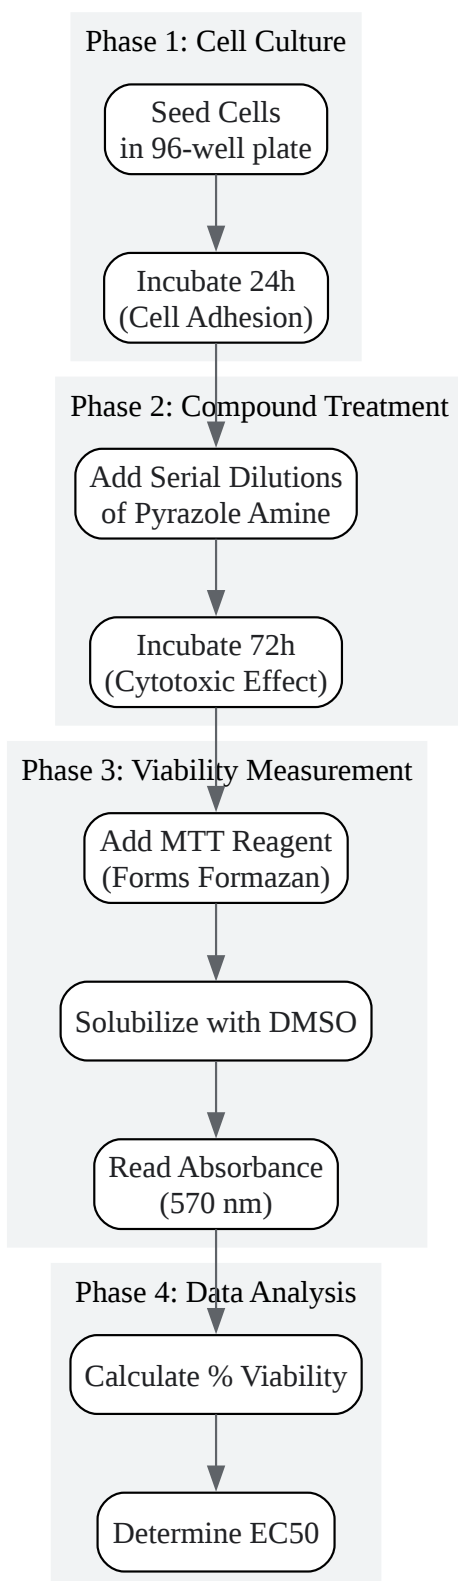 Phase 1: Cell Culture
Seed Cells
in 96-well plate
Incubate 24h
(Cell Adhesion)
Phase 2: Compound Treatment
Add Serial Dilutions
of Pyrazole Amine
Incubate 72h
(Cytotoxic Effect)
Phase 3: Viability Measurement
Add MTT Reagent
(Forms Formazan)
Solubilize with DMSO
Read Absorbance
(570 nm)
Phase 4: Data Analysis
Calculate % Viability
Determine EC50